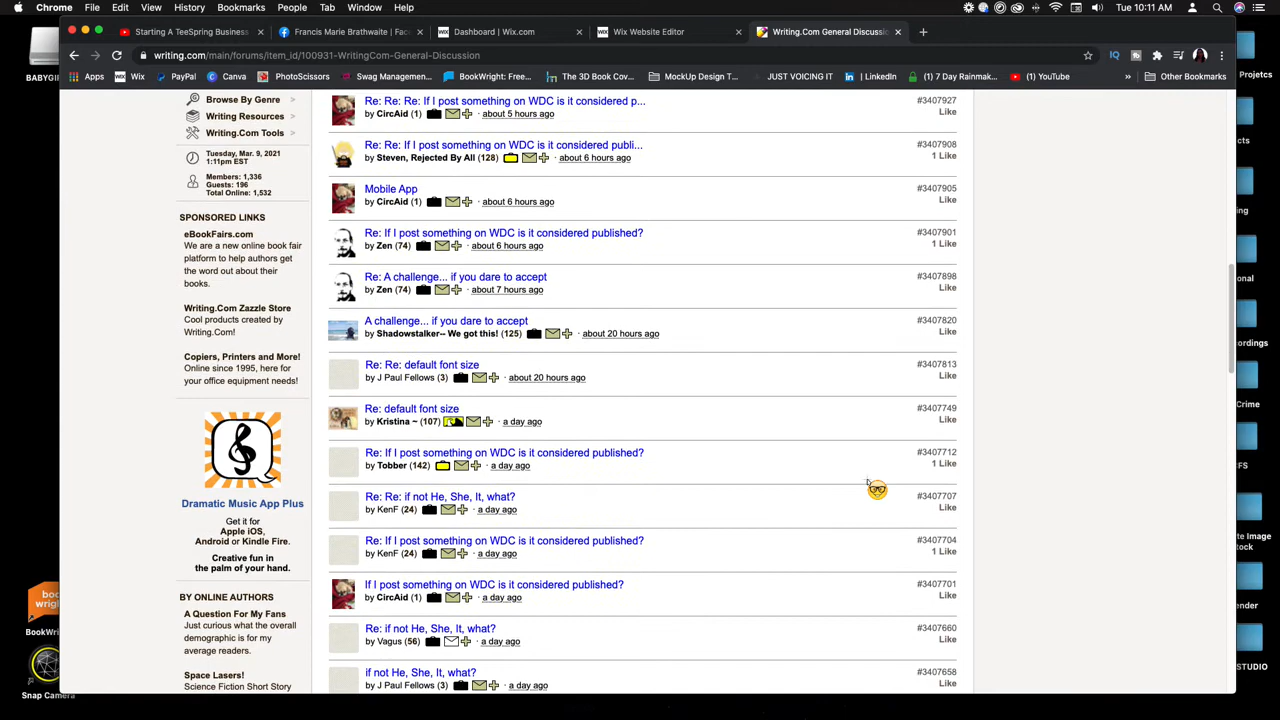 Chrome File Edit View History Bookmarks People Tab Window Help Tue 10:11 AM
Starting A TeeSpring Business Francis Marie Brathwaite | Fac Dashboard | Wix.com Wix Website Editor Writing.Com General Discussio
writing.com/main/forums/item_id/100931-WritingCom-General-Discussion
Apps Wix PayPal Canva PhotoScissors Swag Managemen... BookWright: Free... The 3D Book Cov... MockUp Design T... JUST VOICING IT LinkedIn (1) 7 Day Rainmak... (1) YouTube » Other Bookmarks
BABYGI
Browse By Genre >
Writing Resources >
Writing.Com Tools >
Tuesday, Mar. 9, 2021
1:11pm EST
Members: 1,336
Guests: 196
Total Online: 1,532
SPONSORED LINKS
eBookFairs.com
We are a new online book fair
platform to help authors get
the word out about their
books.
Writing.Com Zazzle Store
Cool products created by
Writing.Com!
Copiers, Printers and More!
Online since 1995, here for
your office equipment needs!
Dramatic Music App Plus
Get it for
Apple iOS,
Android or Kindle Fire.
Creative fun in
the palm of your hand.
BY ONLINE AUTHORS
A Question For My Fans
Just curious what the overall
demographic is for my
average readers.
Space Lasers!
Science Fiction Short Story
Re: Re: Re: If I post something on WDC is it considered p... #3407927
by CircAid (1) · about 5 hours ago Like
Re: Re: If I post something on WDC is it considered publi... #3407908
by Steven, Rejected By All (128) · about 6 hours ago 1 Like
Mobile App #3407905
by CircAid (1) · about 6 hours ago Like
Re: If I post something on WDC is it considered published? #3407901
by Zen (74) · about 6 hours ago 1 Like
Re: A challenge... if you dare to accept #3407898
by Zen (74) · about 7 hours ago Like
A challenge... if you dare to accept #3407820
by Shadowstalker-- We got this! (125) · about 20 hours ago Like
Re: Re: default font size #3407813
by J Paul Fellows (3) · about 20 hours ago Like
Re: default font size #3407749
by Kristina ~ (107) · a day ago Like
Re: If I post something on WDC is it considered published? #3407712
by Tobber (142) · a day ago 1 Like
Re: Re: if not He, She, It, what? #3407707
by KenF (24) · a day ago Like
Re: If I post something on WDC is it considered published? #3407704
by KenF (24) · a day ago 1 Like
If I post something on WDC is it considered published? #3407701
by CircAid (1) · a day ago Like
Re: if not He, She, It, what? #3407660
by Vagus (56) · a day ago Like
if not He, She, It, what? #3407658
by J Paul Fellows (3) · a day ago Like
boo
wrigh
BookWri
Snap Camera
Projetcs
ing
onal
ordings
Crime
CFS
te Image
tock
ender
STUDIO